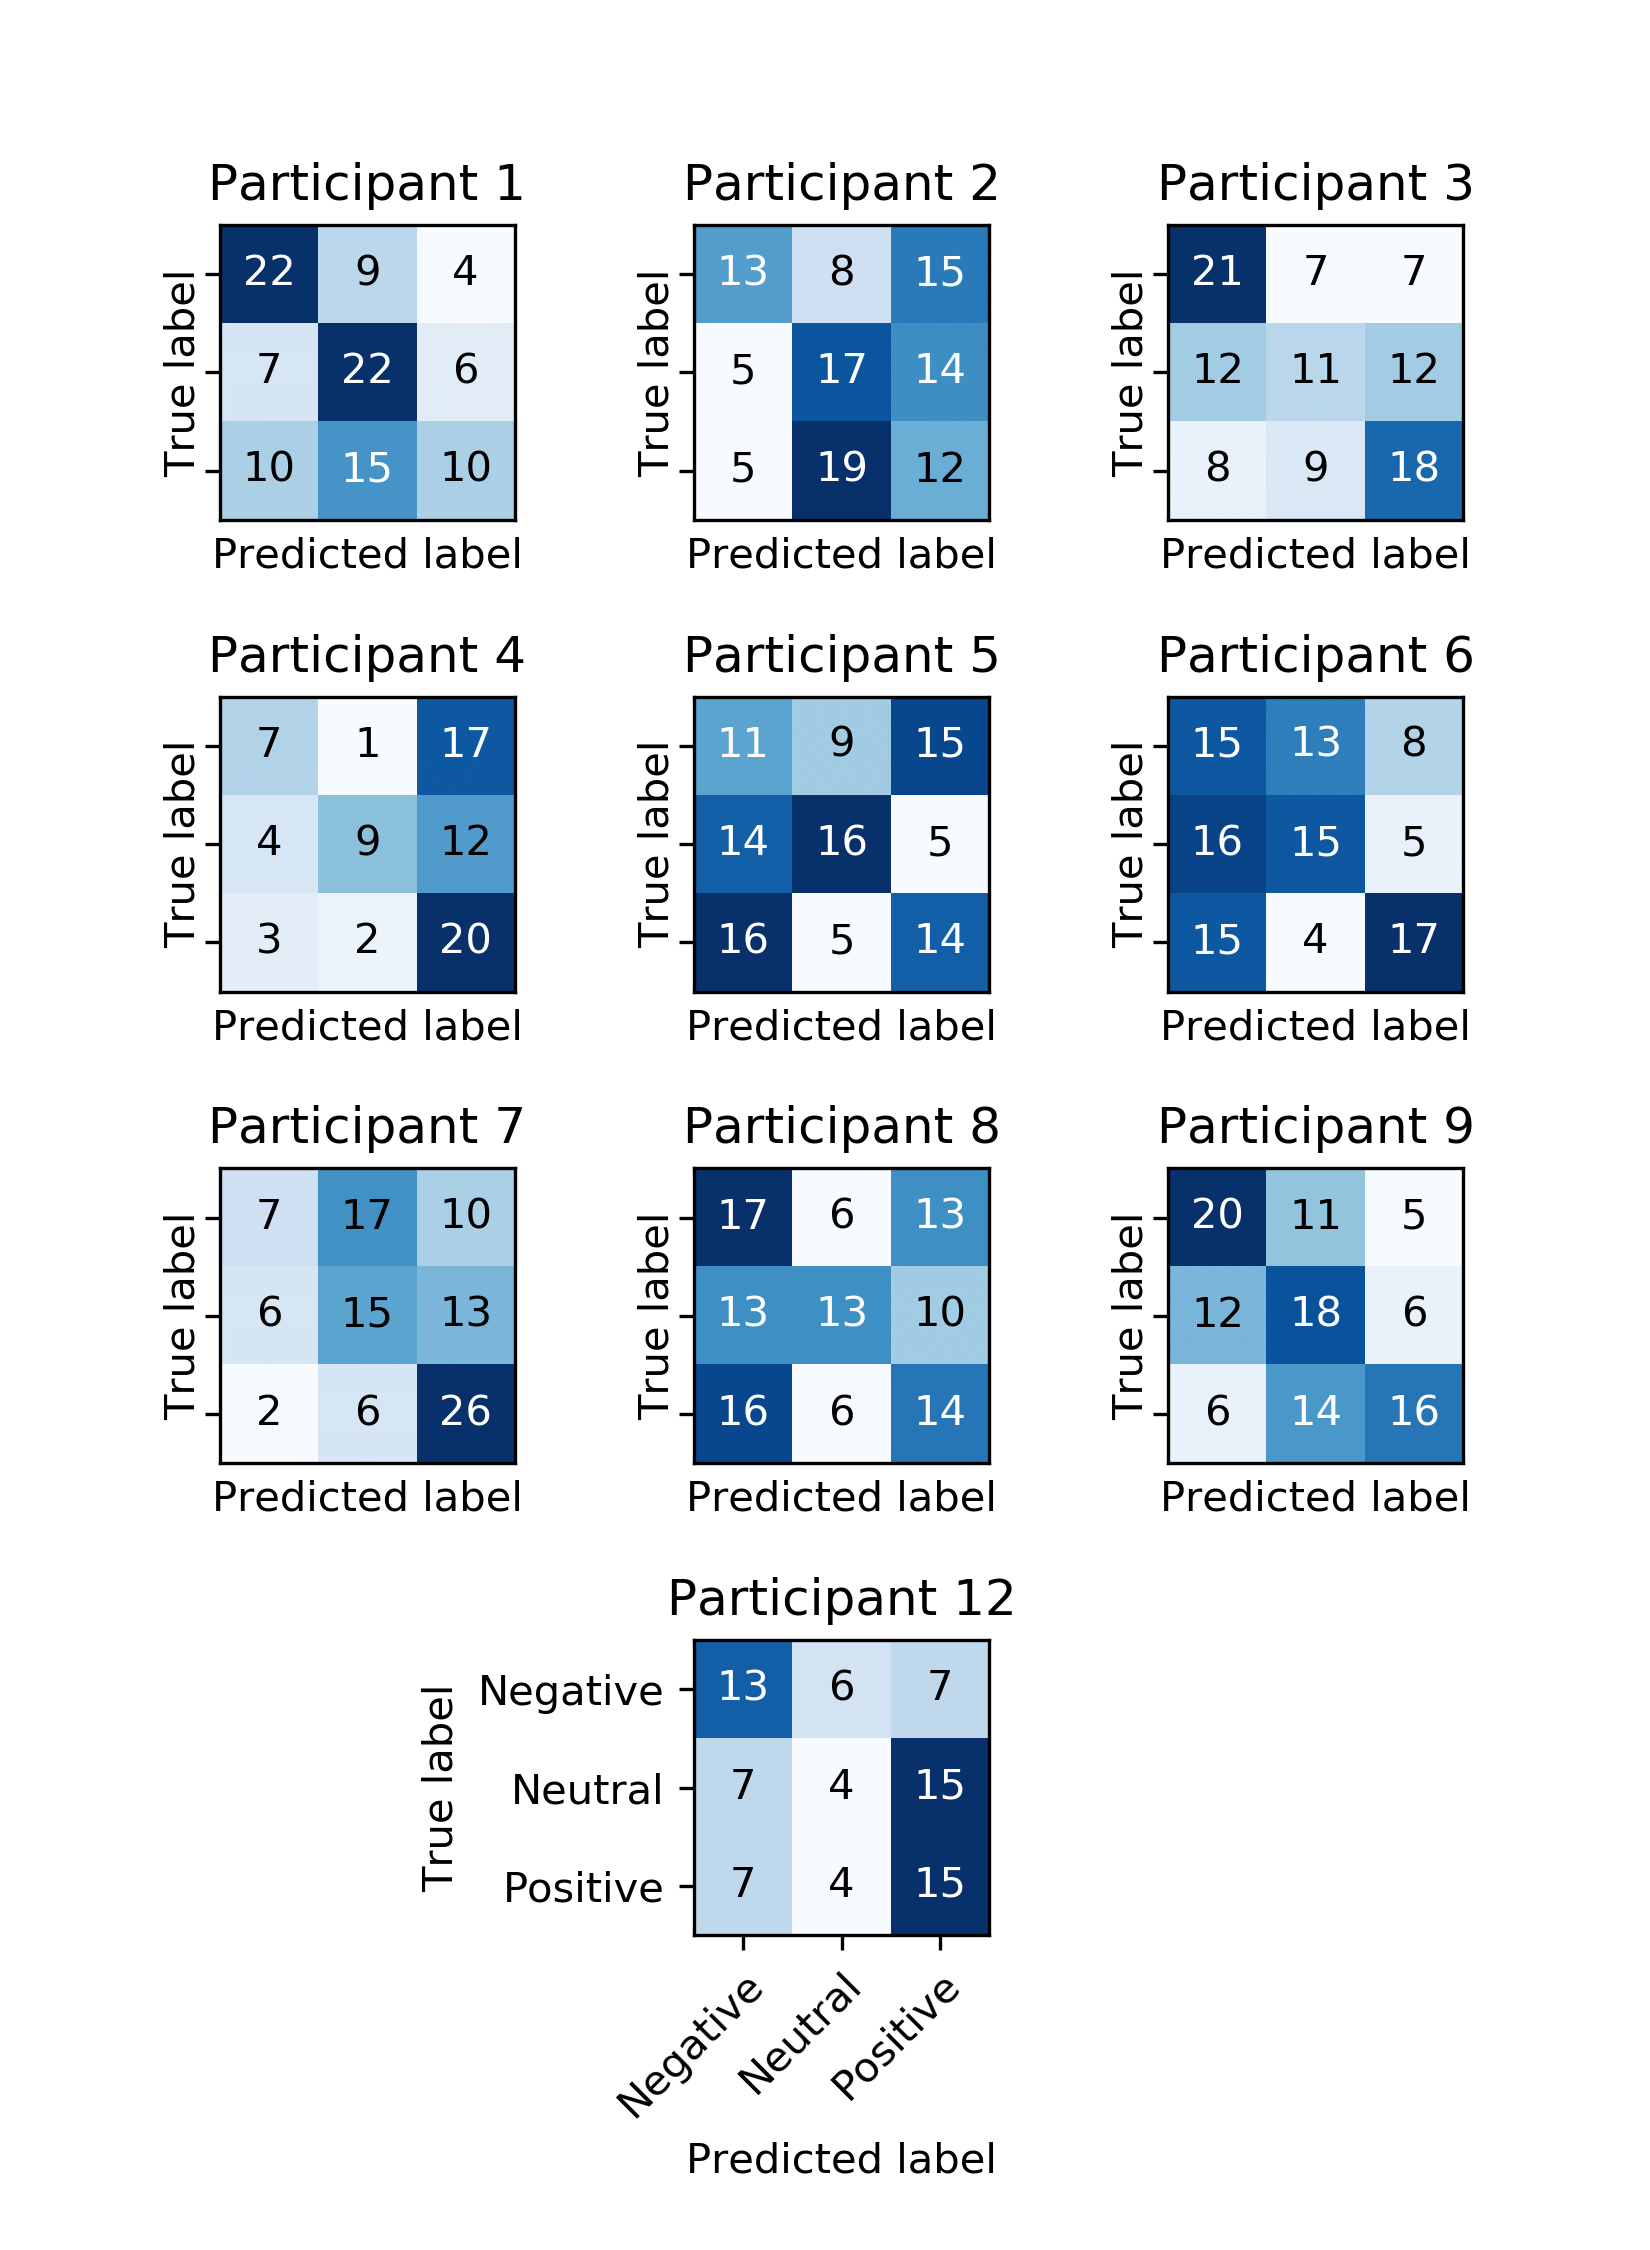 Participant 1 Participant 2 Participant 3
True label 22 9 4 True label 13 8 15 True label 21 7 7
7 22 6 5 17 14 12 11 12
10 15 10 5 19 12 8 9 18
Predicted label Predicted label Predicted label
Participant 4 Participant 5 Participant 6
True label 7 1 17 True label 11 9 15 True label 15 13 8
4 9 12 14 16 5 16 15 5
3 2 20 16 5 14 15 4 17
Predicted label Predicted label Predicted label
Participant 7 Participant 8 Participant 9
True label 7 17 10 True label 17 6 13 True label 20 11 5
6 15 13 13 13 10 12 18 6
2 6 26 16 6 14 6 14 16
Predicted label Predicted label Predicted label
Participant 12
True label
Negative 13 6 7
Neutral 7 4 15
Positive 7 4 15
Negative Neutral Positive
Predicted label